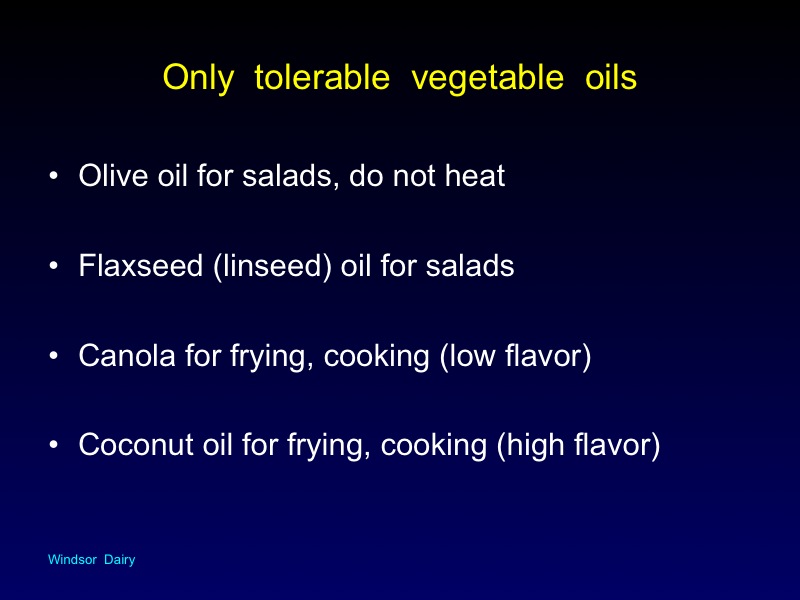 Only tolerable vegetable oils
• Olive oil for salads, do not heat
• Flaxseed (linseed) oil for salads
• Canola for frying, cooking (low flavor)
• Coconut oil for frying, cooking (high flavor)
Windsor Dairy